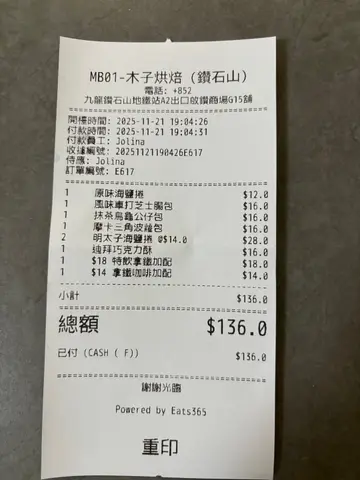 MB01-木子烘焙 (鑽石山)
電話: +852
九龍鑽石山地鐵站A2出口啟鑽商場G15舖
開檯時間: 2025-11-21 19:04:26
付款時間: 2025-11-21 19:04:31
付款員工: Jolina
收據編號: 20251121190426E617
侍應: Jolina
訂單編號: E617
1 原味海鹽捲 $12.0
1 風味車打芝士腸包 $16.0
1 抹茶烏龜公仔包 $16.0
1 摩卡三角波蘿包 $16.0
2 明太子海鹽捲 @$14.0 $28.0
1 迪拜巧克力酥 $16.0
1 $18 特飲拿鐵加配 $18.0
1 $14 拿鐵咖啡加配 $14.0
小計 $136.0
總額 $136.0
已付 (CASH ( F)) $136.0
謝謝光臨
Powered by Eats365
重印